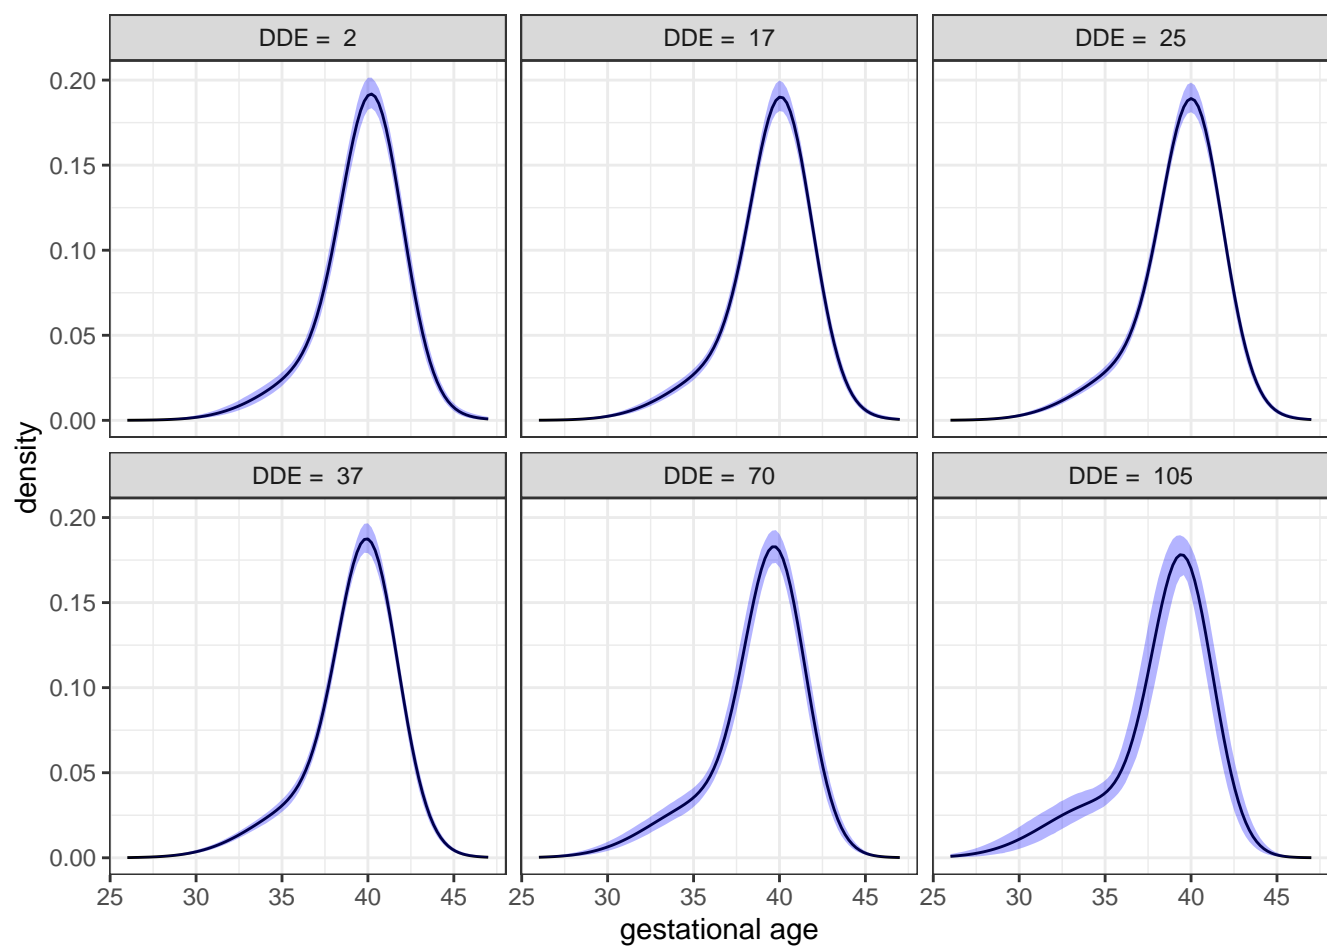 DDE = 2
DDE = 17
DDE = 25
0.20
0.15
0.10
0.05
0.00
density
DDE = 37
DDE = 70
DDE = 105
0.20
0.15
0.10
0.05
0.00
25 30 35 40 45 25 30 35 40 45 25 30 35 40 45
gestational age